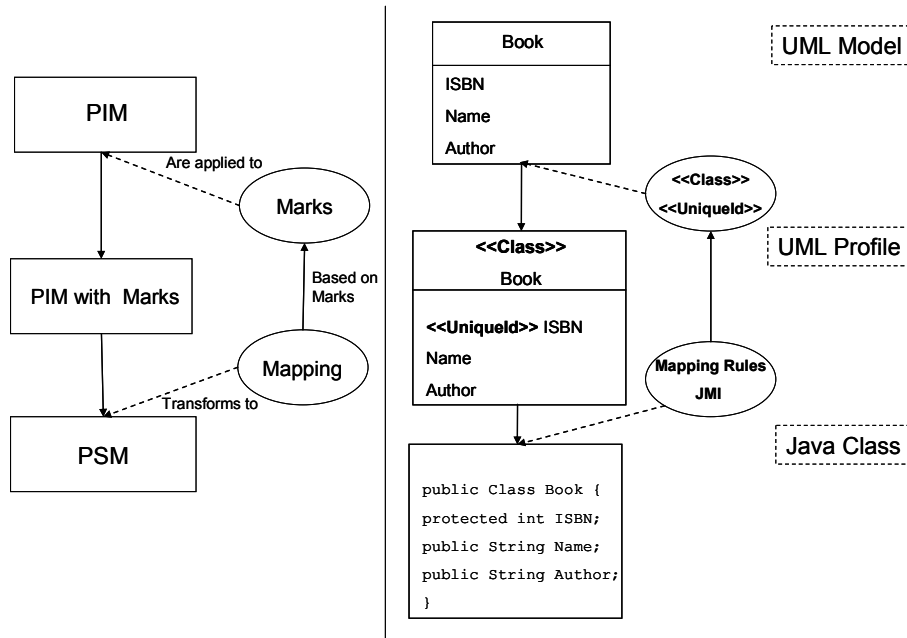 PIM
Are applied to
Marks
PIM with Marks
Based on
Marks
Mapping
Transforms to
PSM
Book
ISBN
Name
Author
UML Model
<<Class>>
<<UniqueId>>
<<Class>>
Book
<<UniqueId>> ISBN
Name
Author
UML Profile
Mapping Rules
JMI
Java Class
public Class Book {
protected int ISBN;
public String Name;
public String Author;
}